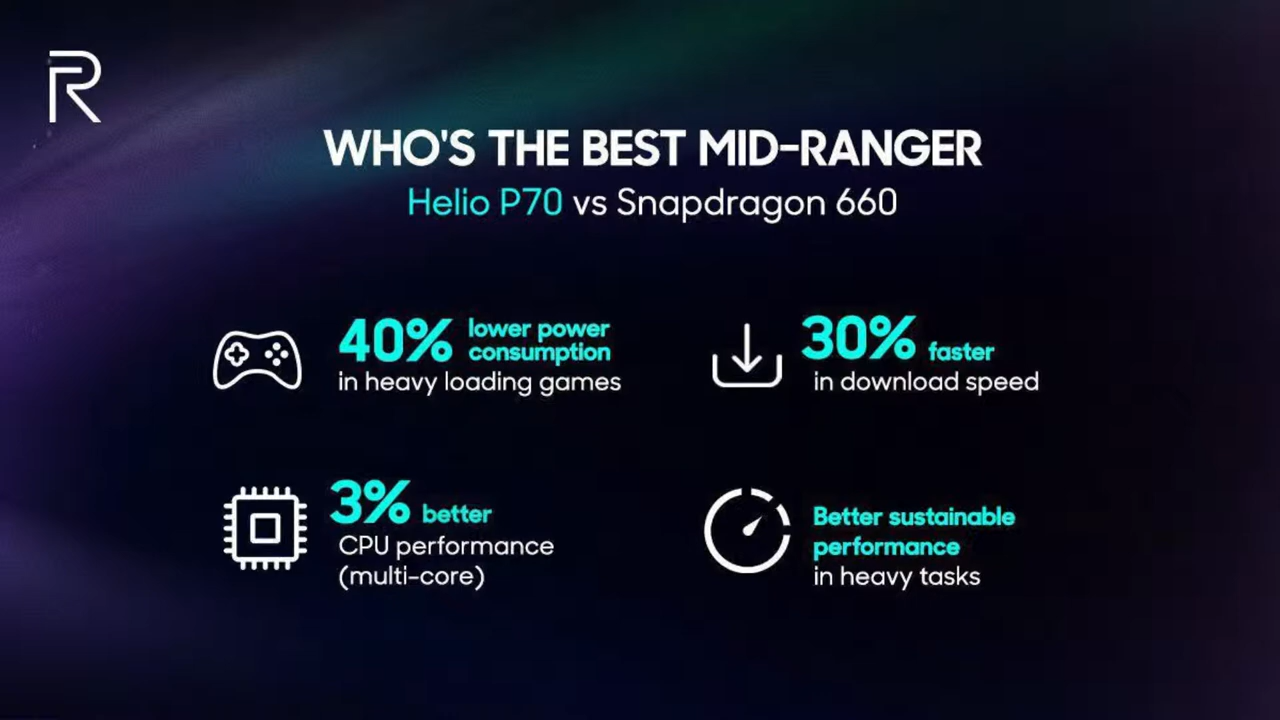 R
WHO'S THE BEST MID-RANGER
Helio P70 vs Snapdragon 660
40% lower power
consumption
in heavy loading games
30% faster
in download speed
3% better
CPU performance
(multi-core)
Better sustainable
performance
in heavy tasks